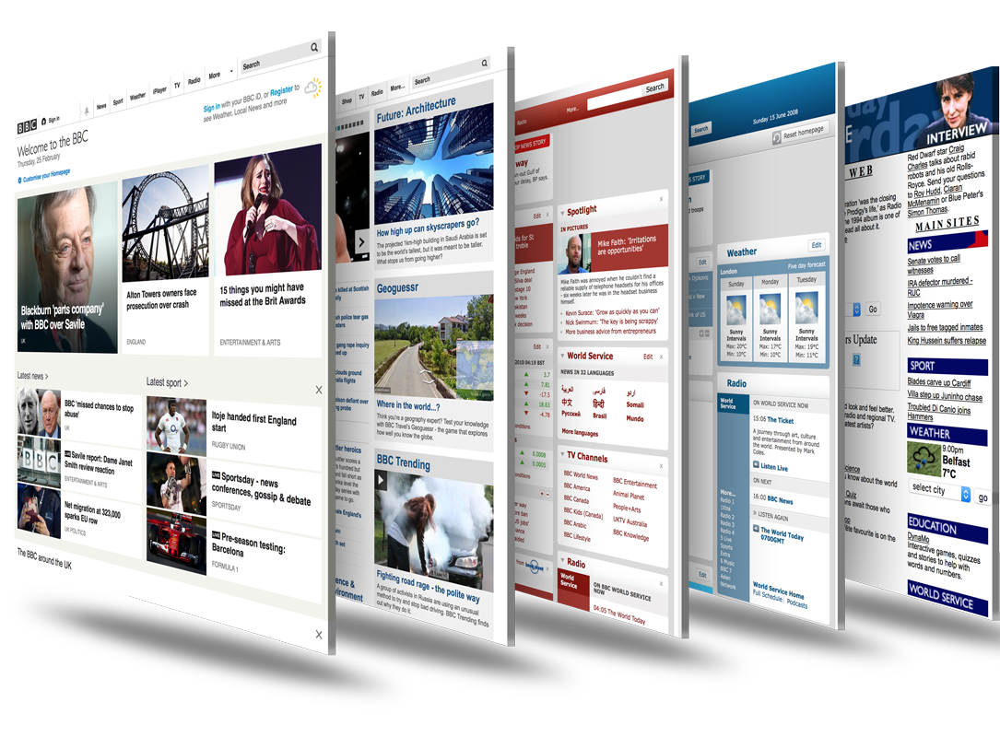 BBC
Sign in
News
Sport
Weather
iPlayer
TV
Radio
More
Search
Welcome to the BBC
Thursday, 25 February
Customise your Homepage
Sign in with your BBC iD, or Register to
see Weather, Local News and more
Blackburn 'parts company'
with BBC over Savile
UK
Alton Towers owners face
prosecution over crash
ENGLAND
15 things you might have
missed at the Brit Awards
ENTERTAINMENT & ARTS
Latest news
BBC 'missed chances to stop
abuse'
UK
LIVE Savile report: Dame Janet
Smith review reaction
ENTERTAINMENT & ARTS
Net migration at 323,000
sparks EU row
UK POLITICS
Latest sport
Itoje handed first England
start
RUGBY UNION
LIVE Sportsday - news
conferences, gossip & debate
SPORTSDAY
LIVE Pre-season testing:
Barcelona
FORMULA 1
The BBC around the UK
Shop
TV
Radio
More...
Search
Future: Architecture
How high up can skyscrapers go?
The projected 1km-high building in Saudi Arabia is set
to be the world's tallest, but it was meant to be taller.
What stops us from going higher?
killed at Scottish
police tear gas
gang rape inquiry
Geoguessr
Where in the world...?
Think you're a geography expert? Test your knowledge
with BBC Travel's Geoguessr - the game that explores
how well you know the globe.
BBC Trending
Fighting road rage - the polite way
A group of activists in Russia are using an unusual
method to try and stop bad driving. BBC Trending finds
out why they do it.
Radio
More..
Search
TOP NEWS STORY
way
Gulf of
delay, BP says.
Edit
Spotlight
IN PICTURES
Mike Faith: 'Irritations
are opportunities'
Mike Faith was annoyed when he couldn't find a
reliable supply of telephone headsets for his offices
- six weeks later he was in the headset business
himself.
Kevin Surace: 'Grow as quickly as you can'
Nick Swinmurn: 'The key is being scrappy'
More business advice from entrepreneurs
Edit
2010 04:19 BST
3.7
7.81
-17.5
18.63
5.74
-4.78
0.0008
0.0005
World Service
Edit
NEWS IN 32 LANGUAGES
العربية
فارسی
اردو
中文
हिन्दी
Somali
Русский
Brasil
Mundo
More languages
TV Channels
BBC World News
BBC America
BBC Canada
BBC Kids (Canada)
BBC Arabic
BBC Lifestyle
BBC Entertainment
Animal Planet
People+Arts
UKTV Australia
BBC Knowledge
Radio
World
Service
ON BBC WORLD SERVICE
NOW
04:05 The World Today
Search
Sunday 15 June 2008
Reset homepage
STORY
troops
Edit
Djokovic
Weather
Edit
London
Five day forecast
Sunday
Monday
Tuesday
Sunny
Intervals
Max: 20°C
Min: 10°C
Sunny
Intervals
Max: 17°C
Min: 10°C
Sunny
Intervals
Max: 19°C
Min: 11°C
Radio
World
Service
ON WORLD SERVICE NOW
15:06 The Ticket
A journey through art, culture
and entertainment from around
the world. Presented by Mark
Coles.
Listen Live
ON NEXT
16:00 BBC News
LISTEN AGAIN
The World Today
0700GMT
More...
Radio 1
1Xtra
Radio 2
Radio 3
Radio 4
5 Live
Sports
Extra
6 Music
BBC 7
Asian
Network
World Service Home
Full Schedule
Podcasts
Edit
INTERVIEW
Red Dwarf star Craig
Charles talks about rabid
robots and his old Rolls-
Royce. Send your questions
to Roy Hudd, Ciaran
McMenamin or Blue Peter's
Simon Thomas.
WEB
'was the closing
Prodigy's life,' as Radio
1994 album is one of
all about it.
MAIN SITES
NEWS
Senate votes to call
witnesses
IRA defector murdered -
RUC
Impotence warning over
Viagra
Jails to free tagged inmates
King Hussein suffers relapse
Go
Update
SPORT
Blades carve up Cardiff
Villa step up Juninho chase
Troubled Di Canio joins
Hammers
look and feel better.
radio and regional TV.
WEATHER
9.00pm
Belfast
7°C
select city
go
know about the world
Quiz
await those who
favourite is on the
EDUCATION
DynaMo
Interactive games, quizzes
and stories to help with
words and numbers.
WORLD SERVICE